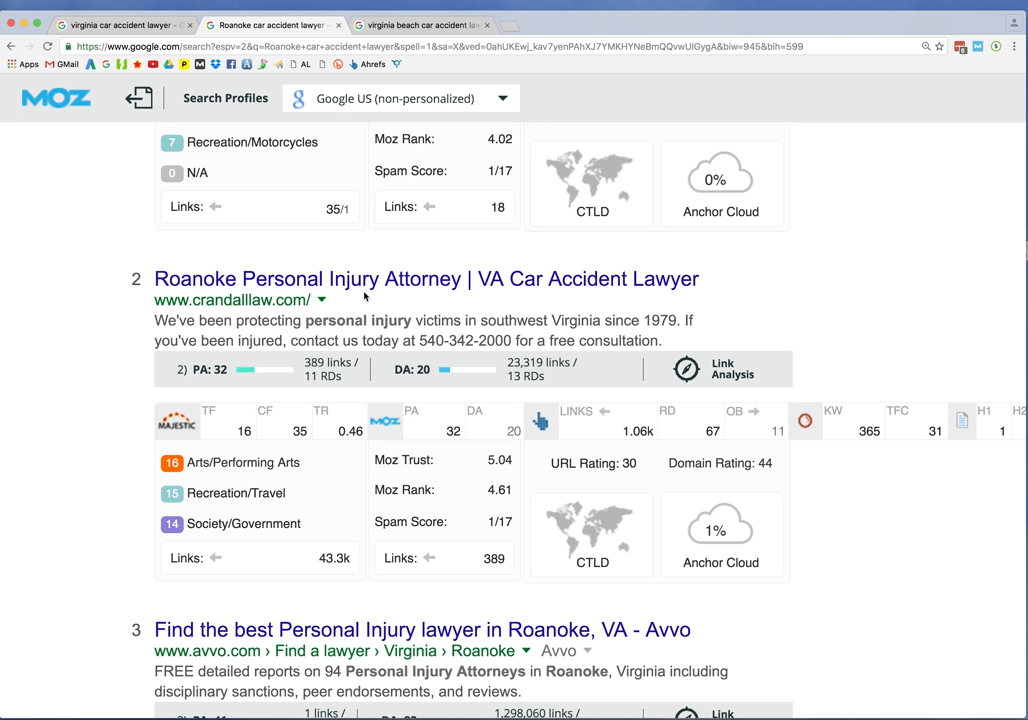 virginia car accident lawyer - G
Roanoke car accident lawyer -
virginia beach car accident law
https://www.google.com/search?espv=2&q=Roanoke+car+accident+lawyer&spell=1&sa=X&ved=0ahUKEwj_kav7yenPAhXJ7YMKHYNeBmQQvwUIGygA&biw=945&bih=599
Apps GMail AL Ahrefs
MOZ Search Profiles Google US (non-personalized)
7 Recreation/Motorcycles Moz Rank: 4.02
0 N/A Spam Score: 1/17 0%
Links: 35/1 Links: 18 CTLD Anchor Cloud
2 Roanoke Personal Injury Attorney | VA Car Accident Lawyer
www.crandalllaw.com/
We've been protecting personal injury victims in southwest Virginia since 1979. If
you've been injured, contact us today at 540-342-2000 for a free consultation.
2) PA: 32 389 links / 11 RDs DA: 20 23,319 links / 13 RDs Link Analysis
MAJESTIC TF CF TR MOZ PA DA LINKS RD OB KW TFC H1 H2
16 35 0.46 32 20 1.06k 67 11 365 31 1
16 Arts/Performing Arts Moz Trust: 5.04 URL Rating: 30 Domain Rating: 44
15 Recreation/Travel Moz Rank: 4.61
14 Society/Government Spam Score: 1/17 1%
Links: 43.3k Links: 389 CTLD Anchor Cloud
3 Find the best Personal Injury lawyer in Roanoke, VA - Avvo
www.avvo.com › Find a lawyer › Virginia › Roanoke Avvo
FREE detailed reports on 94 Personal Injury Attorneys in Roanoke, Virginia including
disciplinary sanctions, peer endorsements, and reviews.
1 links / 1,298,060 links / Link